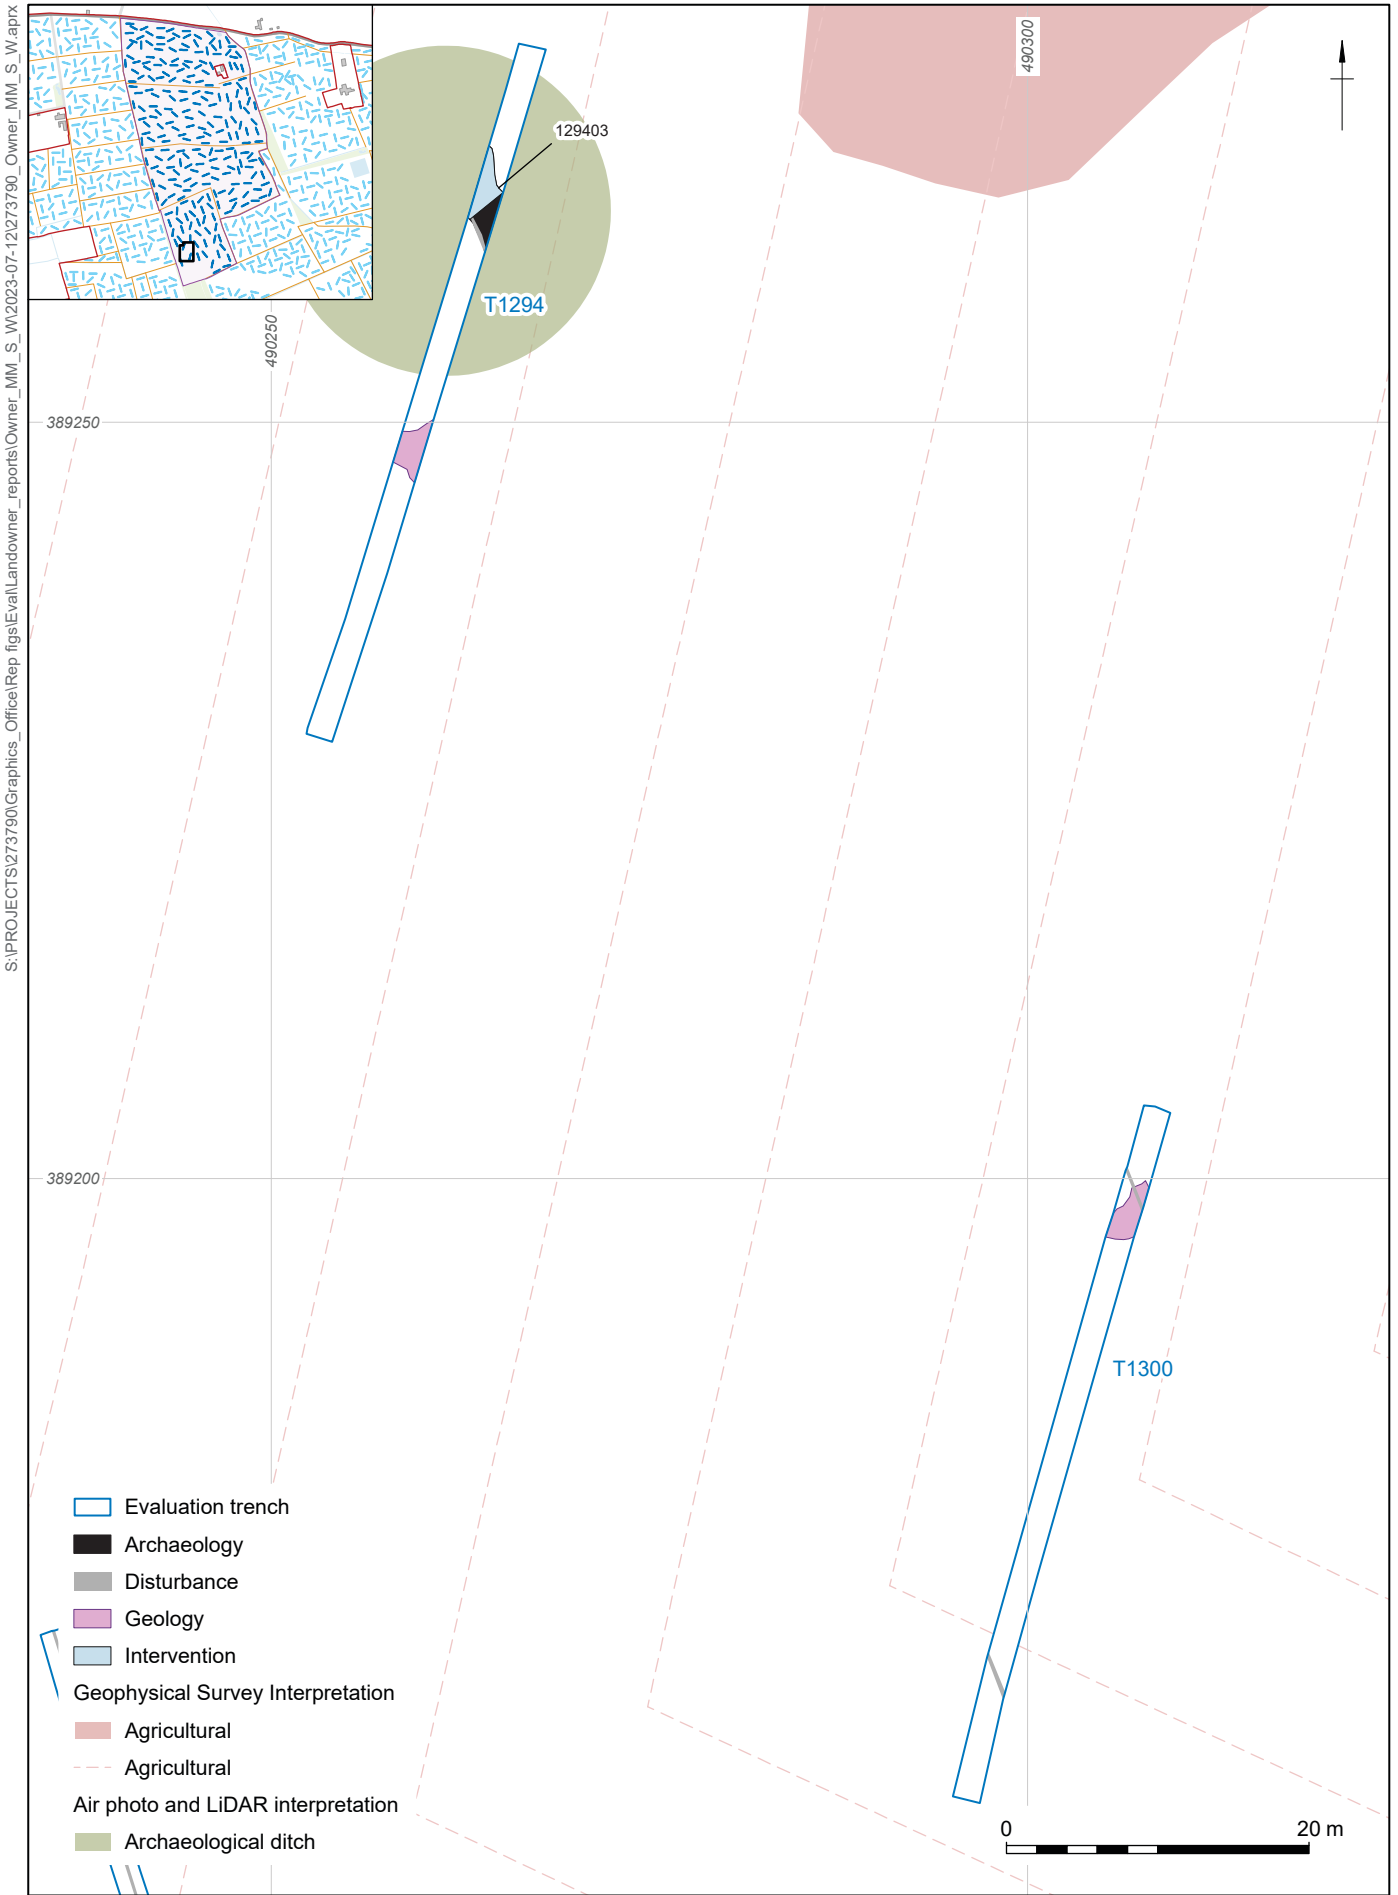 S:\PROJECTS\273790\Graphics_Office\Rep figs\Eval\Landowner_reports\Owner_MM_S_W\2023-07-12\273790_Owner_MM_S_W.aprx
490300
129403
T1294
490250
389250
389200
T1300
Evaluation trench
Archaeology
Disturbance
Geology
Intervention
Geophysical Survey Interpretation
Agricultural
Agricultural
Air photo and LiDAR interpretation
Archaeological ditch
0 20 m